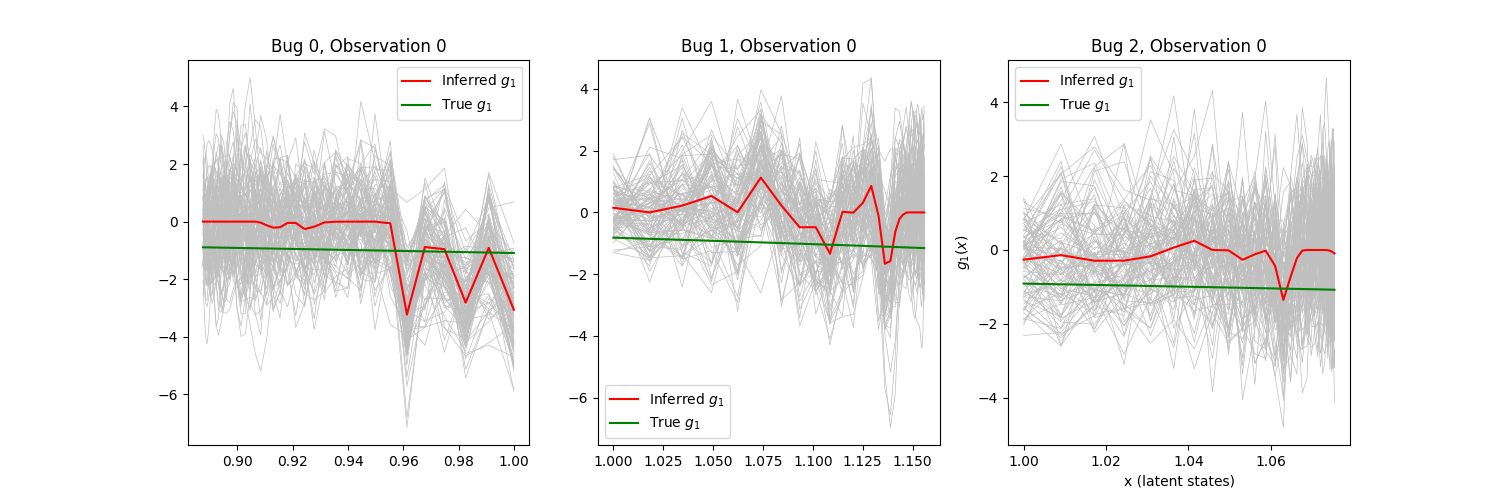 Bug 0, Observation 0
Inferred g₁
True g₁
4
2
0
−2
−4
−6
0.90 0.92 0.94 0.96 0.98 1.00
Bug 1, Observation 0
4
2
0
−2
−4
−6
Inferred g₁
True g₁
1.000 1.025 1.050 1.075 1.100 1.125 1.150
Bug 2, Observation 0
Inferred g₁
True g₁
g₁(x)
4
2
0
−2
−4
1.00 1.02 1.04 1.06
x (latent states)